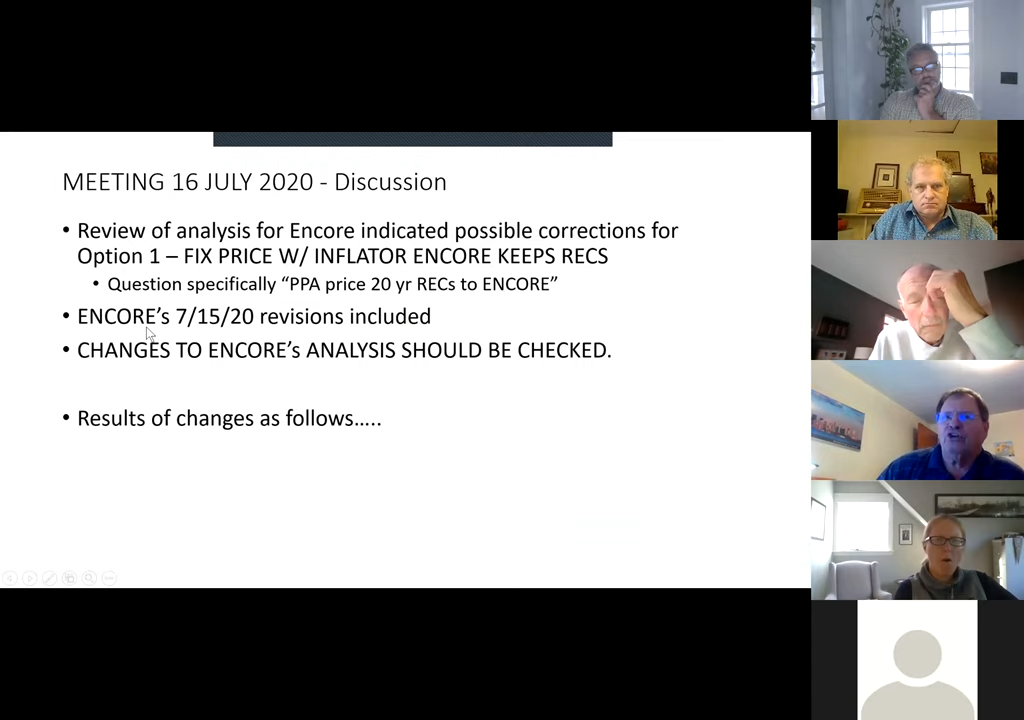 MEETING 16 JULY 2020 - Discussion
• Review of analysis for Encore indicated possible corrections for
Option 1 – FIX PRICE W/ INFLATOR ENCORE KEEPS RECS
• Question specifically “PPA price 20 yr RECs to ENCORE”
• ENCORE’s 7/15/20 revisions included
• CHANGES TO ENCORE’s ANALYSIS SHOULD BE CHECKED.
• Results of changes as follows…..